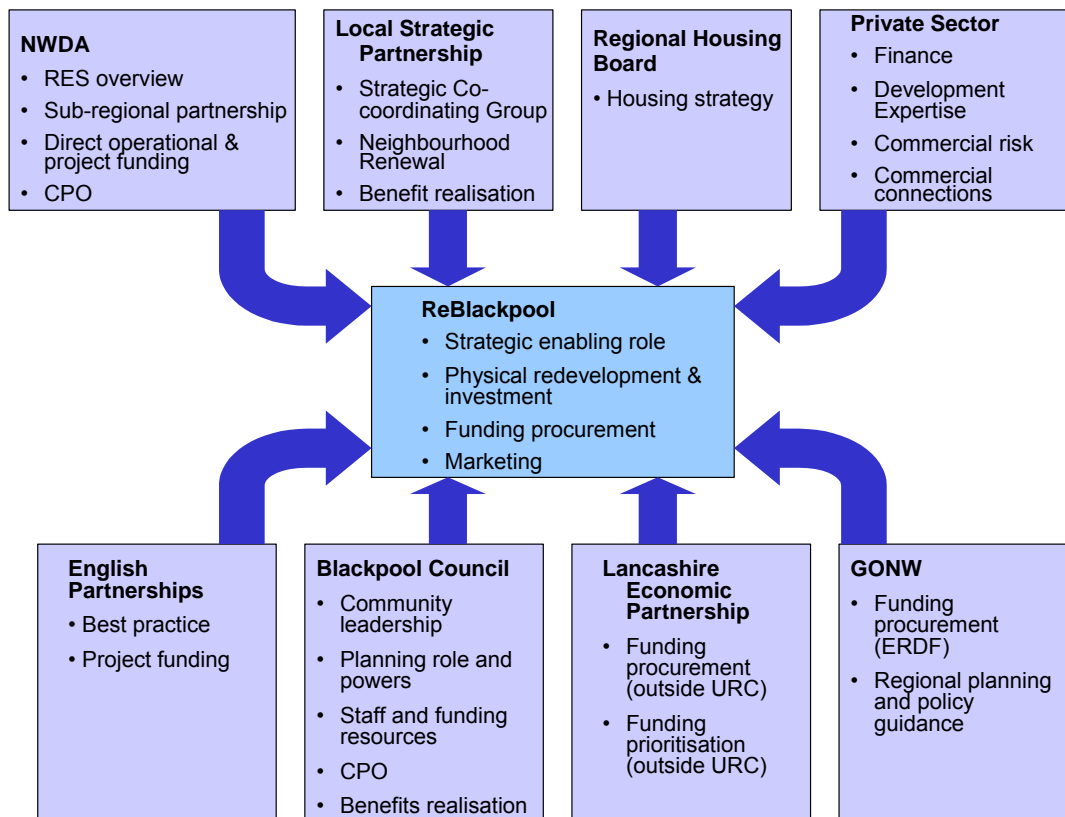 NWDA
• RES overview
• Sub-regional partnership
• Direct operational &
project funding
• CPO
Local Strategic
Partnership
• Strategic Co-
coordinating Group
• Neighbourhood
Renewal
• Benefit realisation
Regional Housing
Board
• Housing strategy
Private Sector
• Finance
• Development
Expertise
• Commercial risk
• Commercial
connections
ReBlackpool
• Strategic enabling role
• Physical redevelopment &
investment
• Funding procurement
• Marketing
English
Partnerships
• Best practice
• Project funding
Blackpool Council
• Community
leadership
• Planning role and
powers
• Staff and funding
resources
• CPO
• Benefits realisation
Lancashire
Economic
Partnership
• Funding
procurement
(outside URC)
• Funding
prioritisation
(outside URC)
GONW
• Funding
procurement
(ERDF)
• Regional planning
and policy
guidance